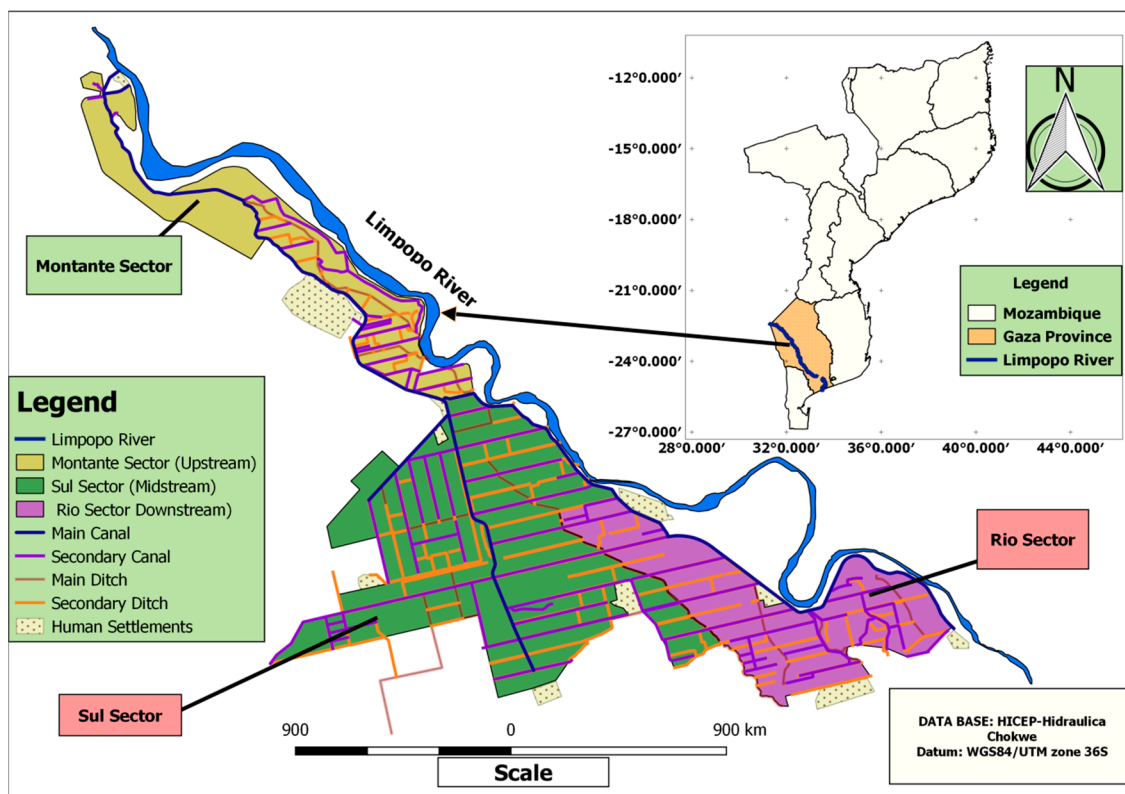 Montante Sector
Limpopo River
-12°0.000'
-15°0.000'
-18°0.000'
-21°0.000'
-24°0.000'
-27°0.000'
28°0.000'
32°0.000'
36°0.000'
40°0.000'
44°0.000'
N
Legend
Mozambique
Gaza Province
Limpopo River
Legend
Limpopo River
Montante Sector (Upstream)
Sul Sector (Midstream)
Rio Sector Downstream)
Main Canal
Secondary Canal
Main Ditch
Secondary Ditch
Human Settlements
Rio Sector
Sul Sector
900
0
900 km
Scale
DATA BASE: HICEP-Hidraulica
Chokwe
Datum: WGS84/UTM zone 36S